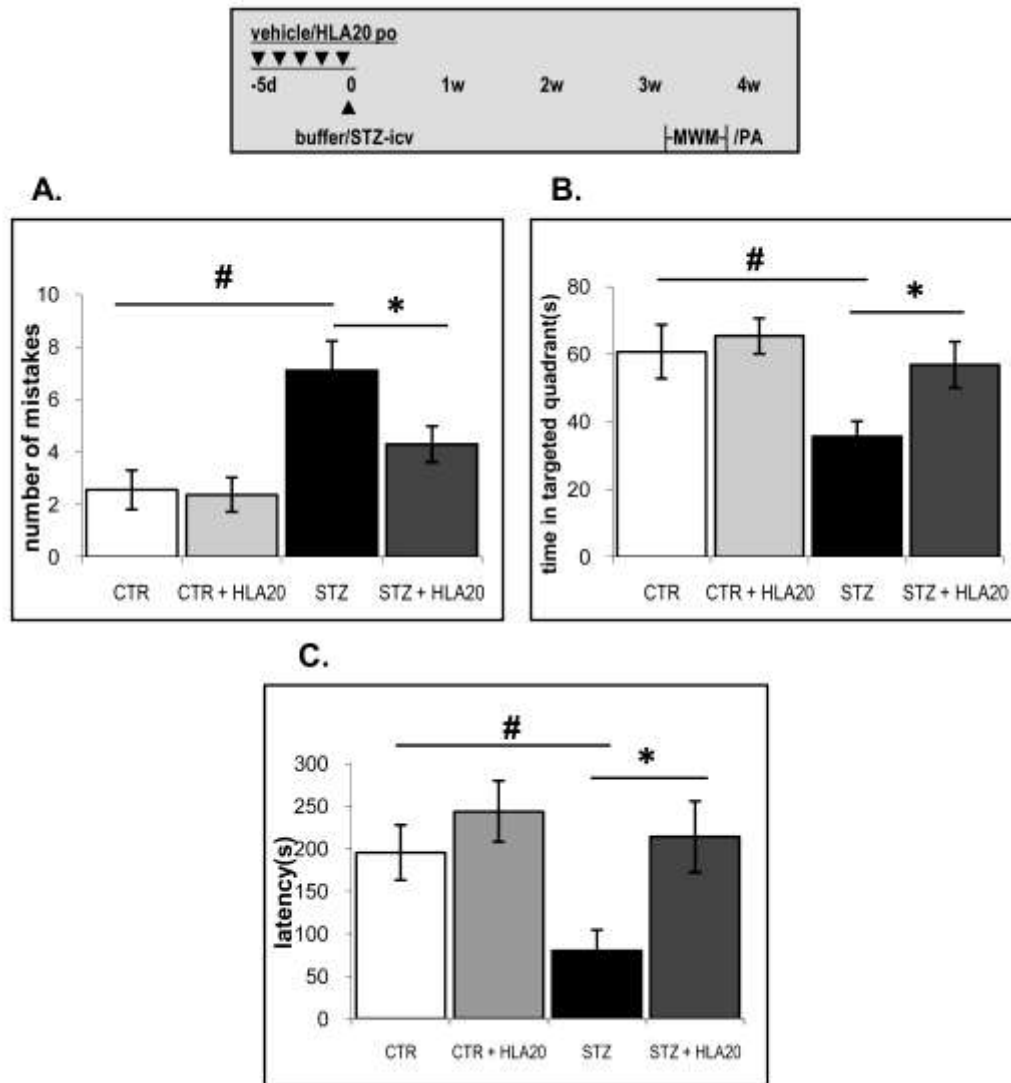 vehicle/HLA20 po
-5d 0 1w 2w 3w 4w
buffer/STZ-icv MWM /PA
A.
#
*
number of mistakes
10
8
6
4
2
0
CTR CTR + HLA20 STZ STZ + HLA20
B.
#
*
time in targeted quadrant(s)
80
60
40
20
0
CTR CTR + HLA20 STZ STZ + HLA20
C.
#
*
latency(s)
300
250
200
150
100
50
0
CTR CTR + HLA20 STZ STZ + HLA20